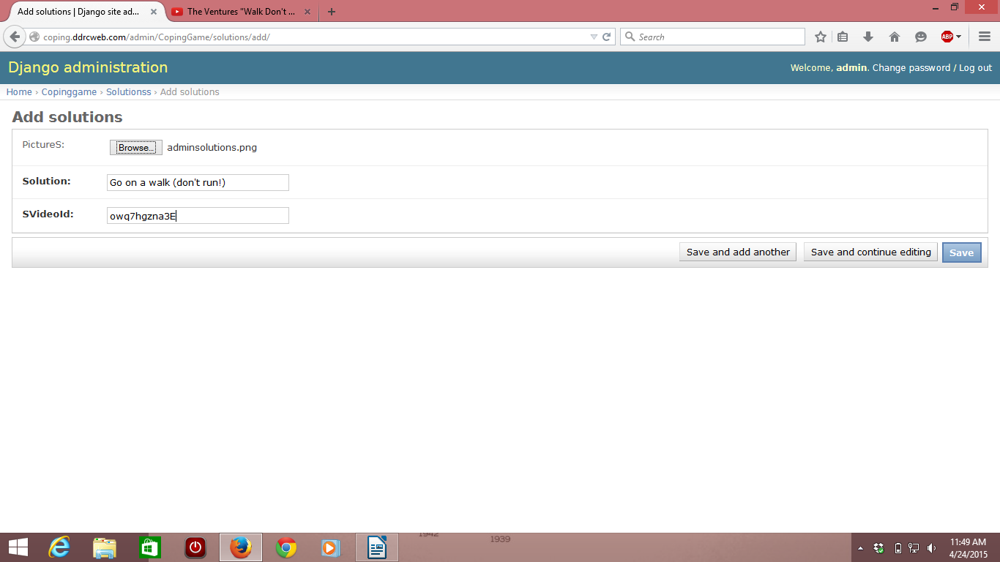 Add solutions | Django site ad...
The Ventures "Walk Don't ...
coping.ddrcweb.com/admin/CopingGame/solutions/add/
Search
ABP
Django administration
Welcome, admin. Change password / Log out
Home › Copinggame › Solutionss › Add solutions
Add solutions
PictureS:
Browse...
adminsolutions.png
Solution:
Go on a walk (don't run!)
SVideoId:
owq7hgzna3E
Save and add another
Save and continue editing
Save
1942
1939
11:49 AM
4/24/2015